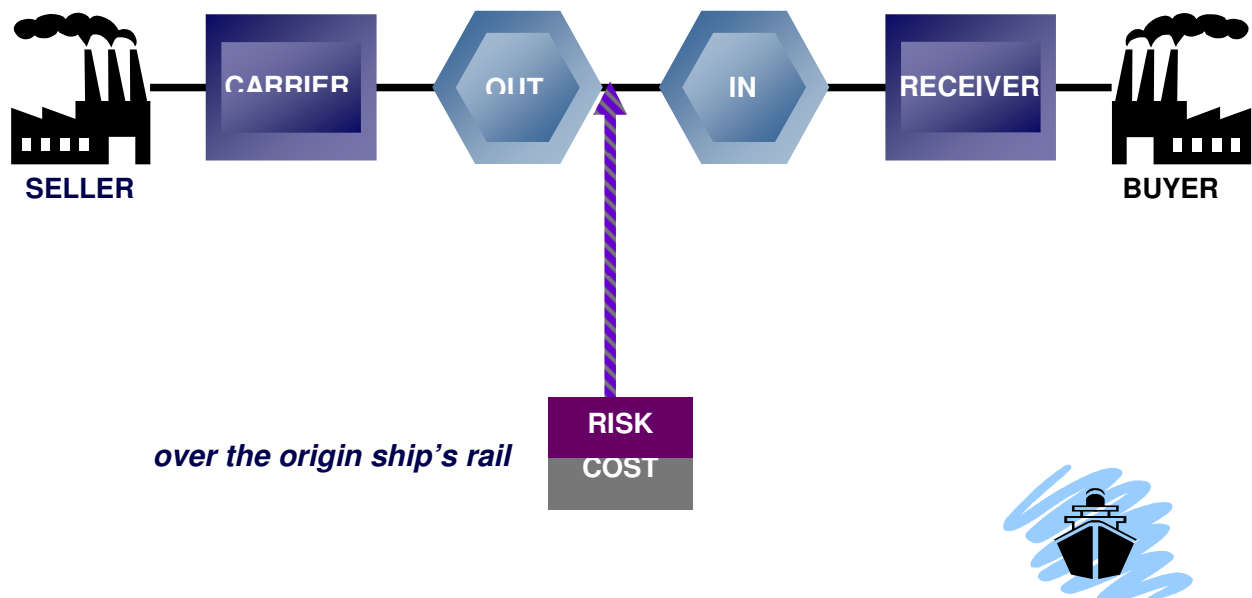 CARRIER
OUT
IN
RECEIVER
SELLER
BUYER
RISK
over the origin ship’s rail
COST